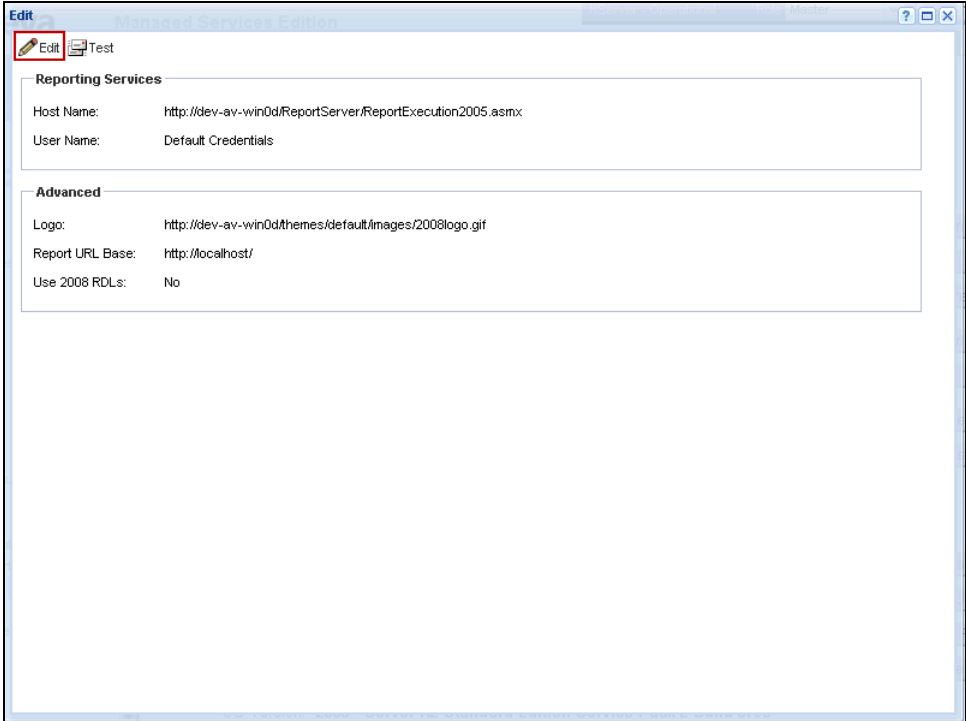 Edit
Managed Services Edition
Master
Edit Test
Reporting Services
Host Name: http://dev-av-win0d/ReportServer/ReportExecution2005.asmx
User Name: Default Credentials
Advanced
Logo: http://dev-av-win0d/themes/default/images/2008logo.gif
Report URL Base: http://localhost/
Use 2008 RDLs: No